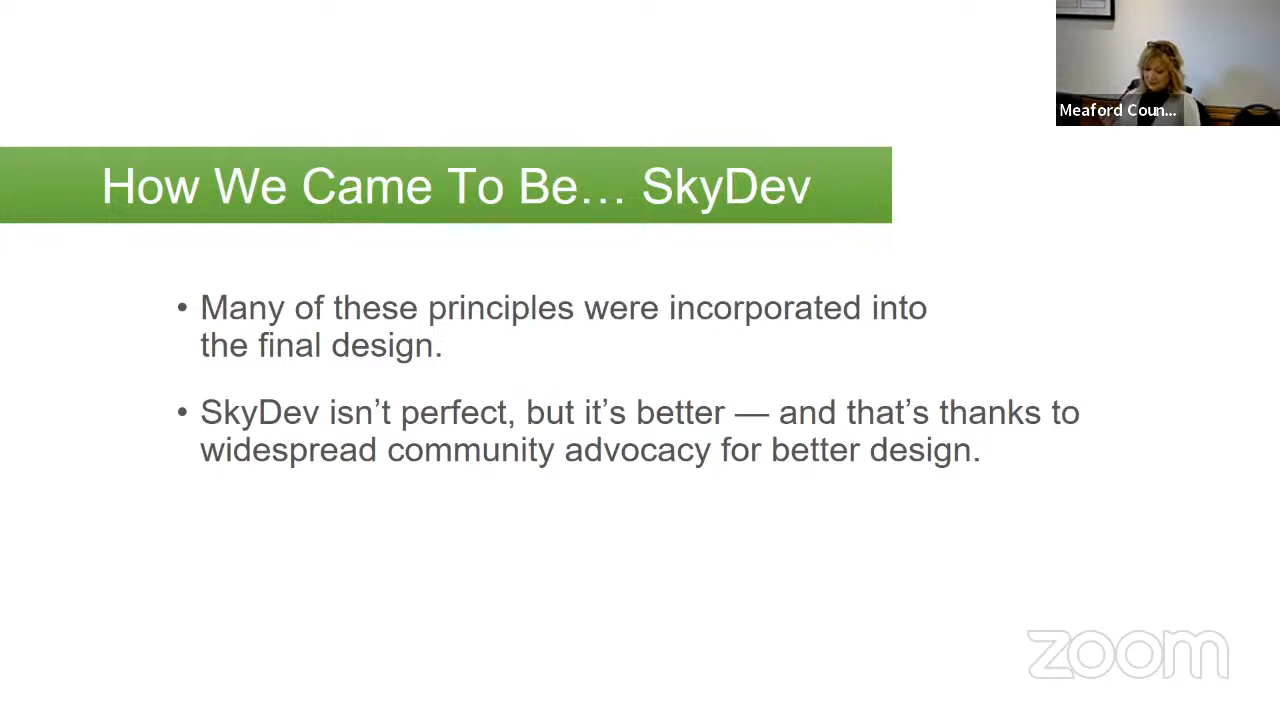 Meaford Coun...
How We Came To Be... SkyDev
• Many of these principles were incorporated into
the final design.
• SkyDev isn’t perfect, but it’s better — and that’s thanks to
widespread community advocacy for better design.
zoom